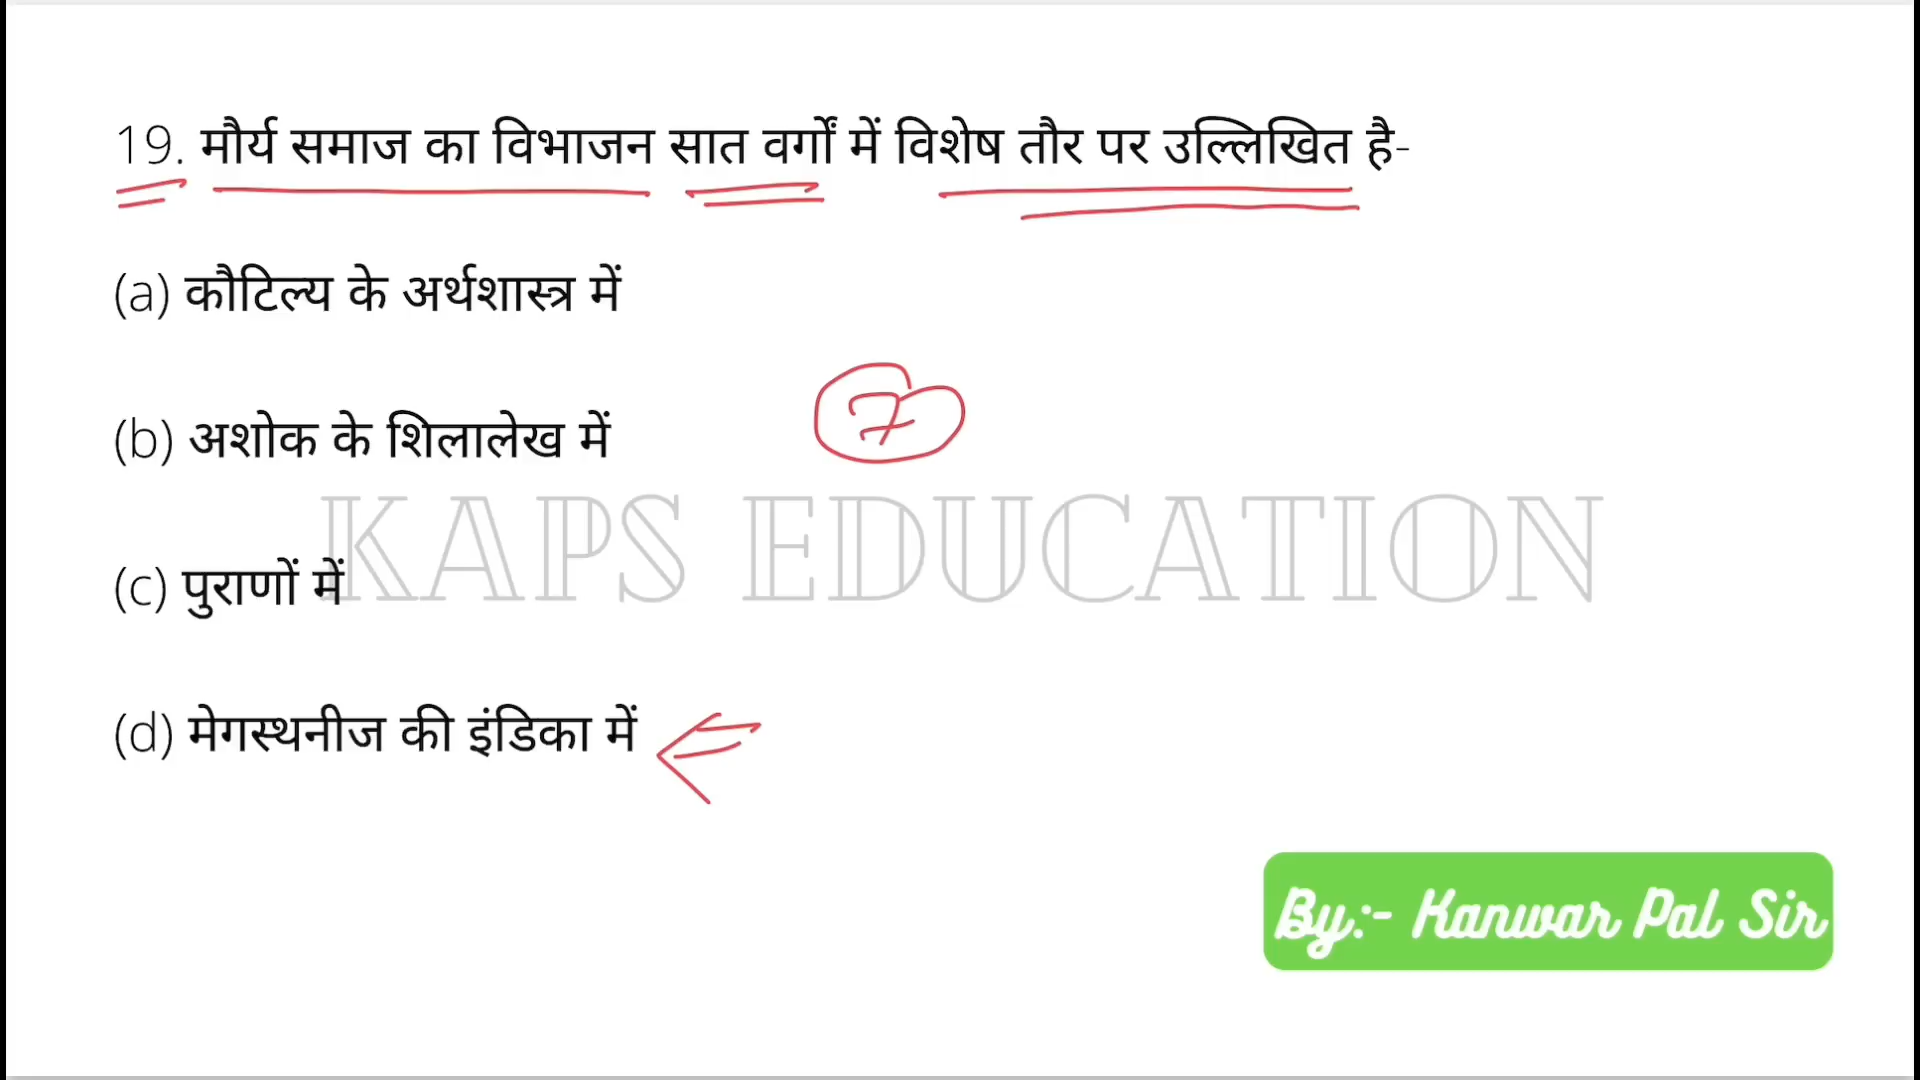 19. मौर्य समाज का विभाजन सात वर्गों में विशेष तौर पर उल्लिखित है-
(a) कौटिल्य के अर्थशास्त्र में
7
(b) अशोक के शिलालेख में
KAPS EDUCATION
(c) पुराणों में
(d) मेगस्थनीज की इंडिका में
By:- Kanwar Pal Sir